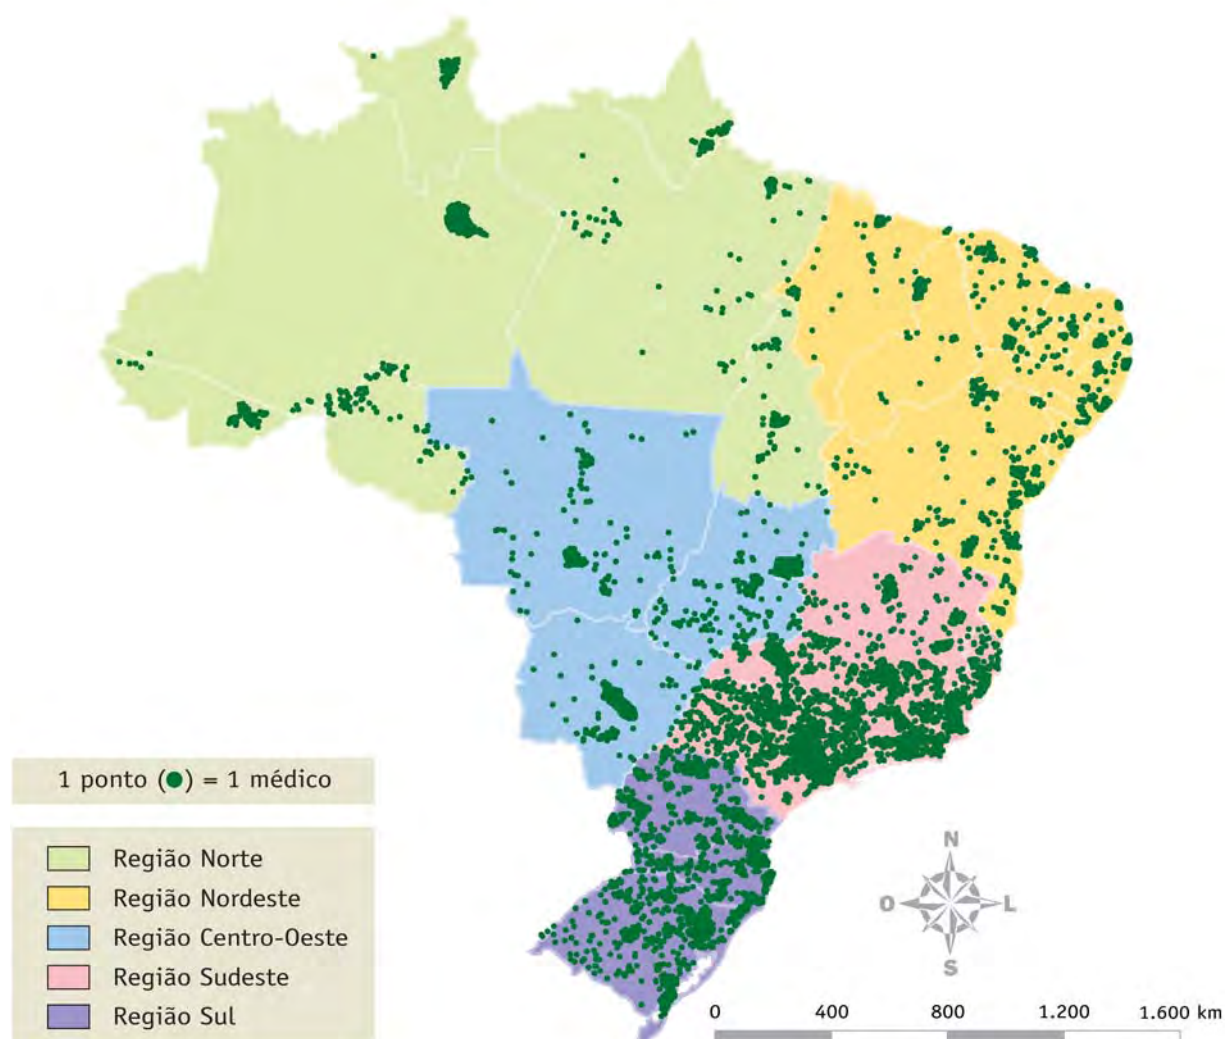 1 ponto (●) = 1 médico
Região Norte
Região Nordeste
Região Centro-Oeste
Região Sudeste
Região Sul
N
O L
S
0 400 800 1.200 1.600 km